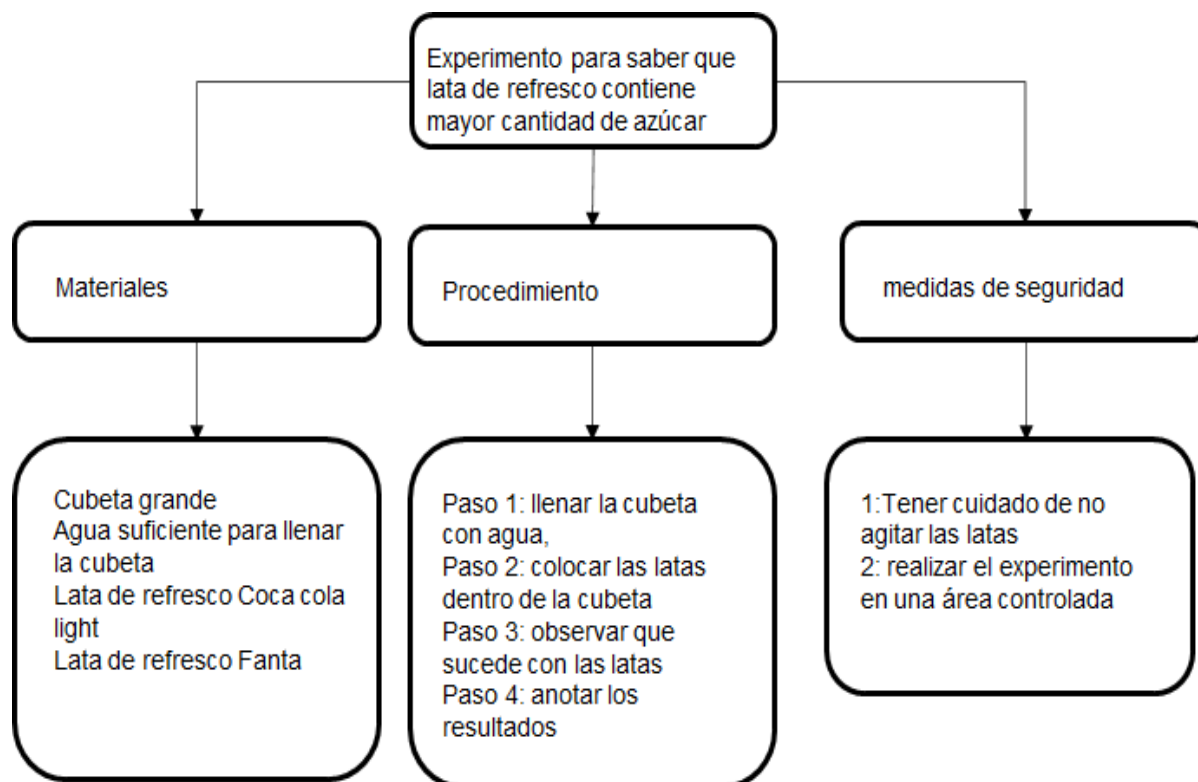 Experimento para saber que
lata de refresco contiene
mayor cantidad de azúcar
Materiales
Procedimiento
medidas de seguridad
Cubeta grande
Agua suficiente para llenar
la cubeta
Lata de refresco Coca cola
light
Lata de refresco Fanta
Paso 1: llenar la cubeta
con agua,
Paso 2: colocar las latas
dentro de la cubeta
Paso 3: observar que
sucede con las latas
Paso 4: anotar los
resultados
1:Tener cuidado de no
agitar las latas
2: realizar el experimento
en una área controlada